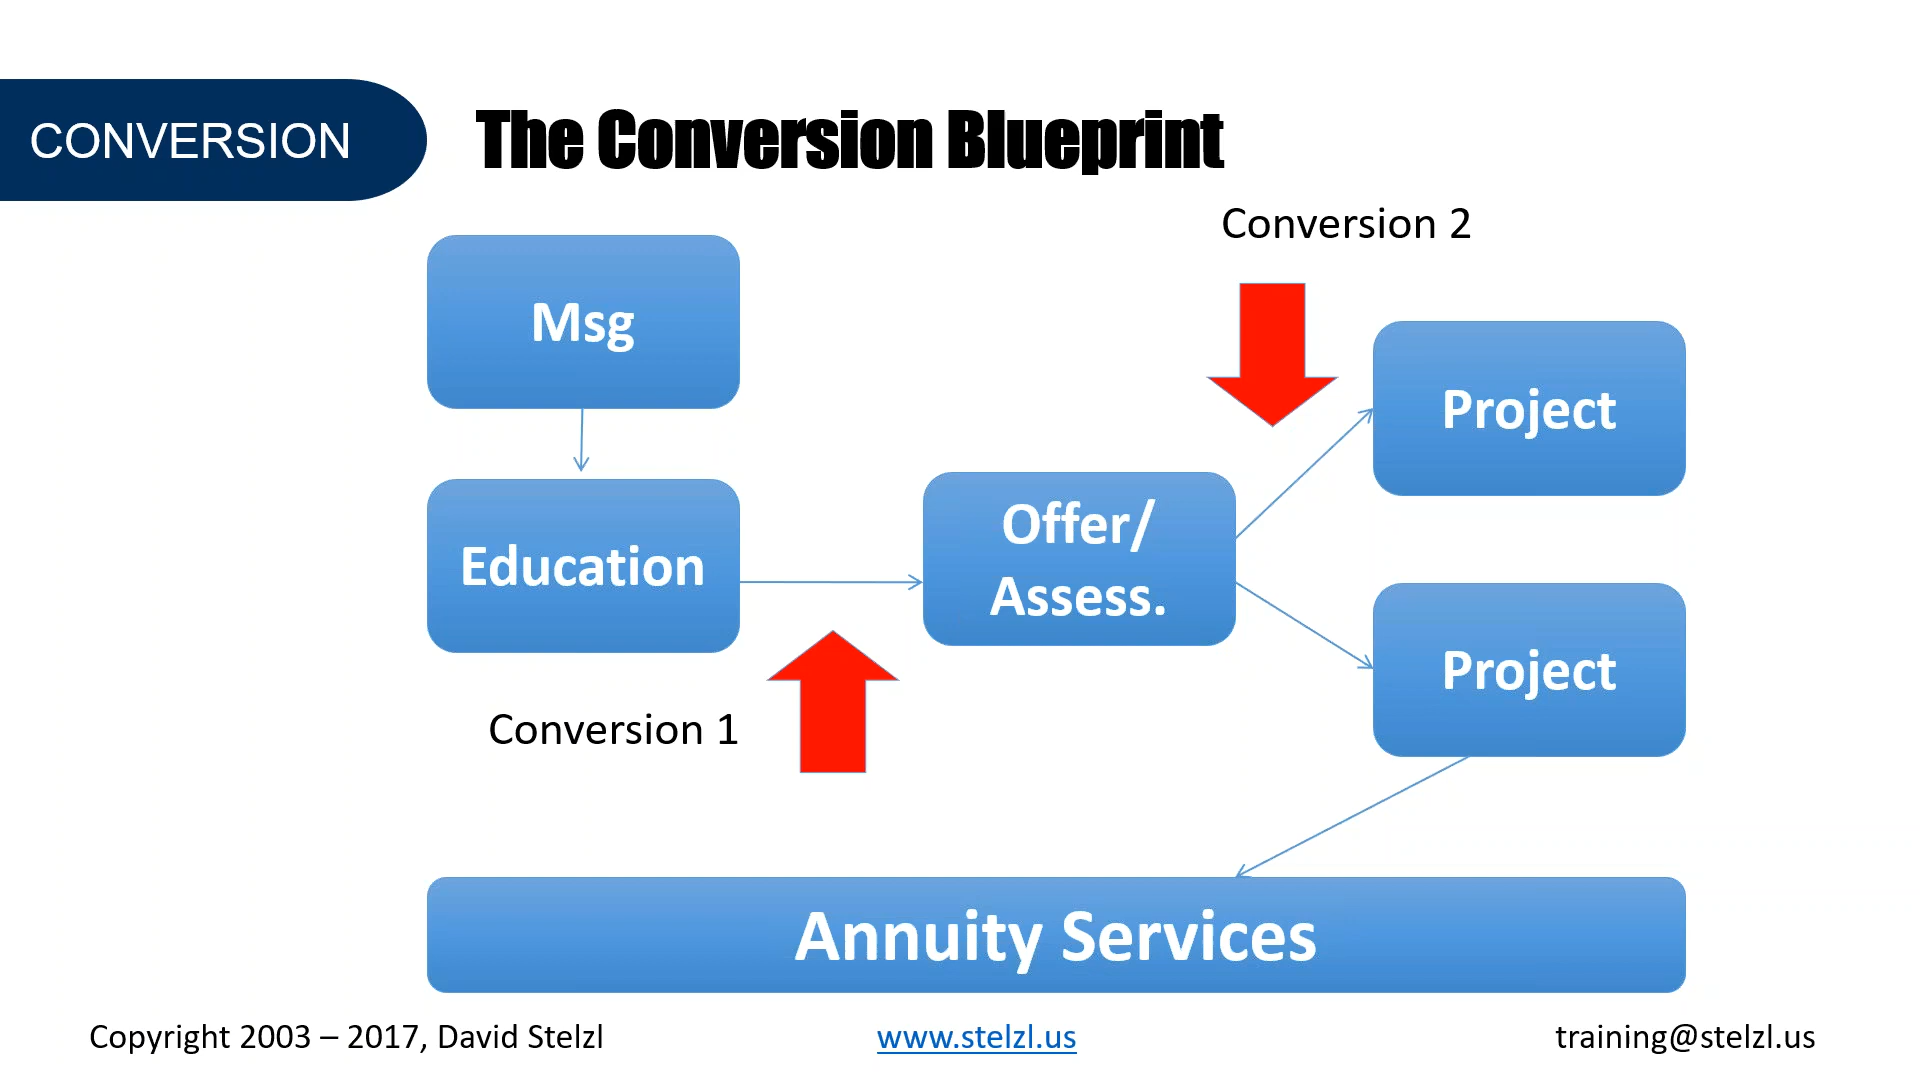 CONVERSION
The Conversion Blueprint
Conversion 2
Msg
Project
Education
Offer/
Assess.
Project
Conversion 1
Annuity Services
Copyright 2003 – 2017, David Stelzl
www.stelzl.us
training@stelzl.us